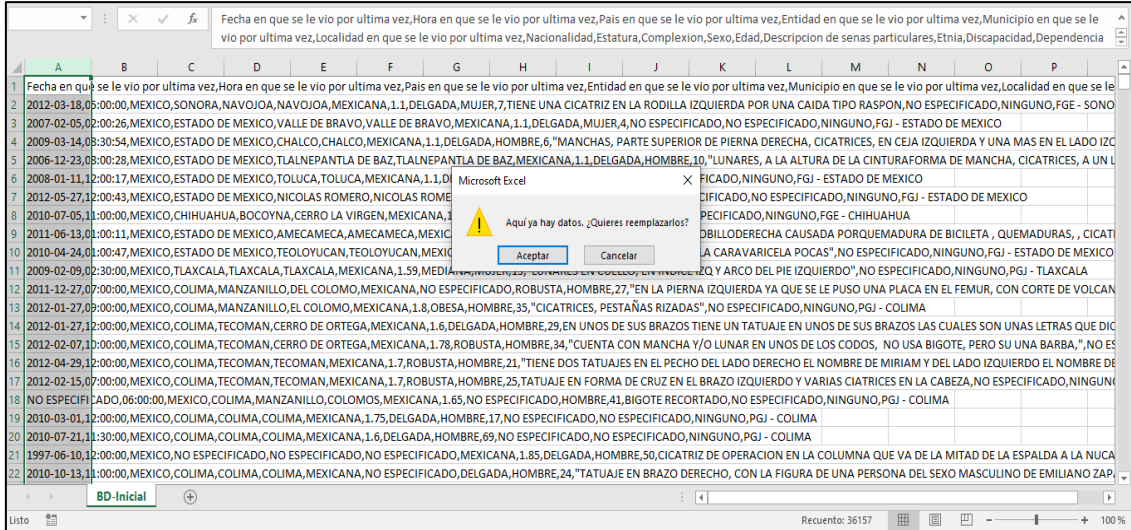 fx
Fecha en que se le vio por ultima vez,Hora en que se le vio por ultima vez,Pais en que se le vio por ultima vez,Entidad en que se le vio por ultima vez,Municipio en que se le
vio por ultima vez,Localidad en que se le vio por ultima vez,Nacionalidad,Estatura,Complexion,Sexo,Edad,Descripcion de senas particulares,Etnia,Discapacidad,Dependencia
A B C D E F G H I J K L M N O P
1 Fecha en que se le vio por ultima vez,Hora en que se le vio por ultima vez,Pais en que se le vio por ultima vez,Entidad en que se le vio por ultima vez,Municipio en que se le vio por ultima vez,Localidad en que se le
2 2012-03-18,05:00:00,MEXICO,SONORA,NAVOJOA,NAVOJOA,MEXICANA,1.1,DELGADA,MUJER,7,TIENE UNA CICATRIZ EN LA RODILLA IZQUIERDA POR UNA CAIDA TIPO RASPON,NO ESPECIFICADO,NINGUNO,FGE - SONO
3 2007-02-05,02:00:26,MEXICO,ESTADO DE MEXICO,VALLE DE BRAVO,VALLE DE BRAVO,MEXICANA,1.1,DELGADA,MUJER,4,NO ESPECIFICADO,NO ESPECIFICADO,NINGUNO,FGJ - ESTADO DE MEXICO
4 2009-03-14,08:30:54,MEXICO,ESTADO DE MEXICO,CHALCO,CHALCO,MEXICANA,1.1,DELGADA,HOMBRE,6,"MANCHAS, PARTE SUPERIOR DE PIERNA DERECHA, CICATRICES, EN CEJA IZQUIERDA Y UNA MAS EN EL LADO IZQ
5 2006-12-23,08:00:28,MEXICO,ESTADO DE MEXICO,TLALNEPANTLA DE BAZ,TLALNEPANTLA DE BAZ,MEXICANA,1.1,DELGADA,HOMBRE,10,"LUNARES, A LA ALTURA DE LA CINTURAFORMA DE MANCHA, CICATRICES, A UN L
6 2008-01-11,12:00:17,MEXICO,ESTADO DE MEXICO,TOLUCA,TOLUCA,MEXICANA,1.1,D FICADO,NINGUNO,FGJ - ESTADO DE MEXICO
7 2012-05-27,12:00:43,MEXICO,ESTADO DE MEXICO,NICOLAS ROMERO,NICOLAS ROME CIFICADO,NO ESPECIFICADO,NINGUNO,FGJ - ESTADO DE MEXICO
8 2010-07-05,11:00:00,MEXICO,CHIHUAHUA,BOCOYNA,CERRO LA VIRGEN,MEXICANA,1 PECIFICADO,NINGUNO,FGE - CHIHUAHUA
9 2011-06-13,01:00:11,MEXICO,ESTADO DE MEXICO,AMECAMECA,AMECAMECA,MEXIC OBILLODERECHA CAUSADA PORQUEMADURA DE BICILETA , QUEMADURAS, , CICATI
10 2010-04-24,01:00:47,MEXICO,ESTADO DE MEXICO,TEOLOYUCAN,TEOLOYUCAN,MEXIC LA CARAVARICELA POCAS",NO ESPECIFICADO,NINGUNO,FGJ - ESTADO DE MEXICO
11 2009-02-09,02:30:00,MEXICO,TLAXCALA,TLAXCALA,TLAXCALA,MEXICANA,1.59,MEDIANA,MUJER,15,"LUNARES EN CUELLO, EN INDICE IZQ Y ARCO DEL PIE IZQUIERDO",NO ESPECIFICADO,NINGUNO,PGJ - TLAXCALA
12 2011-12-27,07:00:00,MEXICO,COLIMA,MANZANILLO,DEL COLOMO,MEXICANA,NO ESPECIFICADO,ROBUSTA,HOMBRE,27,"EN LA PIERNA IZQUIERDA YA QUE SE LE PUSO UNA PLACA EN EL FEMUR, CON CORTE DE VOLCAN
13 2012-01-27,09:00:00,MEXICO,COLIMA,MANZANILLO,EL COLOMO,MEXICANA,1.8,OBESA,HOMBRE,35,"CICATRICES, PESTAÑAS RIZADAS",NO ESPECIFICADO,NINGUNO,PGJ - COLIMA
14 2012-01-27,12:00:00,MEXICO,COLIMA,TECOMAN,CERRO DE ORTEGA,MEXICANA,1.6,DELGADA,HOMBRE,29,EN UNOS DE SUS BRAZOS TIENE UN TATUAJE EN UNOS DE SUS BRAZOS LAS CUALES SON UNAS LETRAS QUE DIC
15 2012-02-07,10:00:00,MEXICO,COLIMA,TECOMAN,CERRO DE ORTEGA,MEXICANA,1.78,ROBUSTA,HOMBRE,34,"CUENTA CON MANCHA Y/O LUNAR EN UNOS DE LOS CODOS,  NO USA BIGOTE, PERO SU UNA BARBA,",NO ES
16 2012-04-29,12:00:00,MEXICO,COLIMA,TECOMAN,TECOMAN,MEXICANA,1.7,ROBUSTA,HOMBRE,21,"TIENE DOS TATUAJES EN EL PECHO DEL LADO DERECHO EL NOMBRE DE MIRIAM Y DEL LADO IZQUIERDO EL NOMBRE DE
17 2012-02-15,07:00:00,MEXICO,COLIMA,TECOMAN,TECOMAN,MEXICANA,1.7,ROBUSTA,HOMBRE,25,TATUAJE EN FORMA DE CRUZ EN EL BRAZO IZQUIERDO Y VARIAS CIATRICES EN LA CABEZA,NO ESPECIFICADO,NINGUN
18 NO ESPECIFICADO,06:00:00,MEXICO,COLIMA,MANZANILLO,COLOMOS,MEXICANA,1.65,NO ESPECIFICADO,HOMBRE,41,BIGOTE RECORTADO,NO ESPECIFICADO,NINGUNO,PGJ - COLIMA
19 2010-03-01,12:00:00,MEXICO,COLIMA,COLIMA,COLIMA,MEXICANA,1.75,DELGADA,HOMBRE,17,NO ESPECIFICADO,NO ESPECIFICADO,NINGUNO,PGJ - COLIMA
20 2010-07-21,11:30:00,MEXICO,COLIMA,COLIMA,COLIMA,MEXICANA,1.6,DELGADA,HOMBRE,69,NO ESPECIFICADO,NO ESPECIFICADO,NINGUNO,PGJ - COLIMA
21 1997-06-10,12:00:00,MEXICO,NO ESPECIFICADO,NO ESPECIFICADO,NO ESPECIFICADO,MEXICANA,1.85,DELGADA,HOMBRE,50,CICATRIZ DE OPERACION EN LA COLUMNA QUE VA DE LA MITAD DE LA ESPALDA A LA NUCA
22 2010-10-13,11:00:00,MEXICO,COLIMA,COLIMA,COLIMA,MEXICANA,NO ESPECIFICADO,DELGADA,HOMBRE,24,"TATUAJE EN BRAZO DERECHO, CON LA FIGURA DE UNA PERSONA DEL SEXO MASCULINO DE EMILIANO ZAP
Microsoft Excel
Aquí ya hay datos. ¿Quieres reemplazarlos?
Aceptar Cancelar
BD-Inicial
Listo Recuento: 36157 100 %